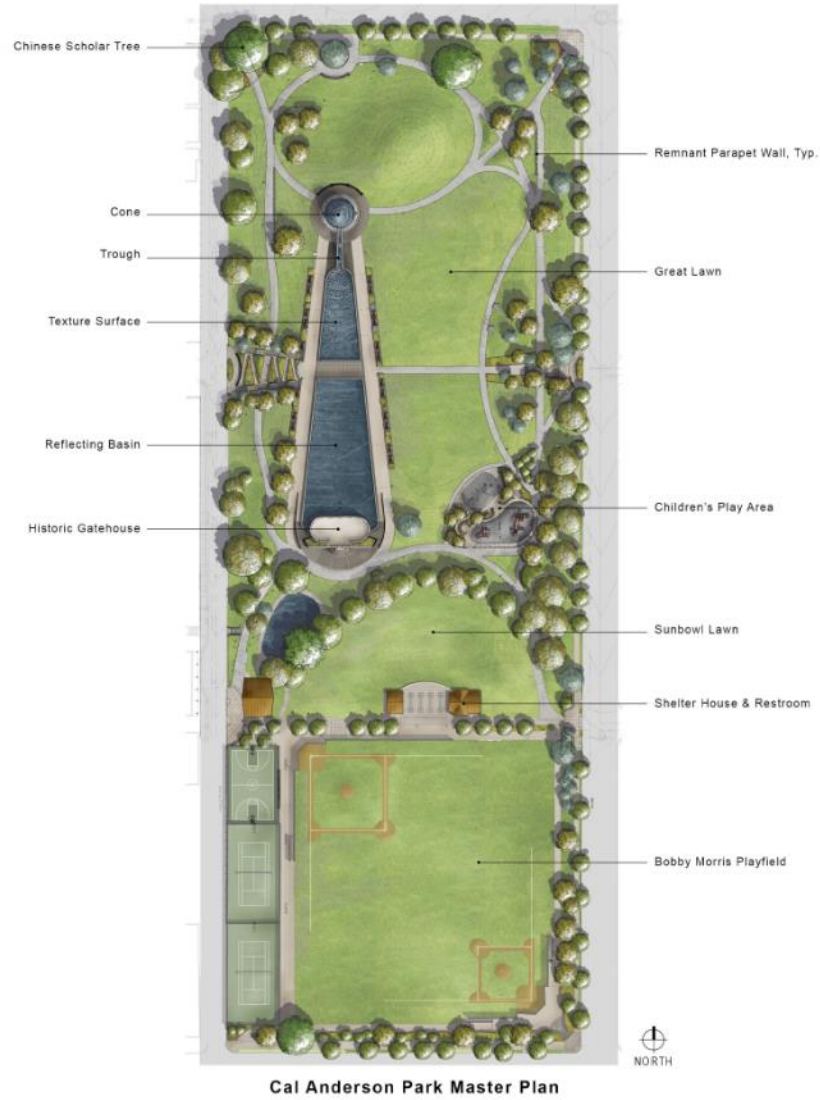 Chinese Scholar Tree
Remnant Parapet Wall, Typ.
Cone
Trough
Great Lawn
Texture Surface
Reflecting Basin
Children's Play Area
Historic Gatehouse
Sunbowl Lawn
Shelter House & Restroom
Bobby Morris Playfield
NORTH
Cal Anderson Park Master Plan